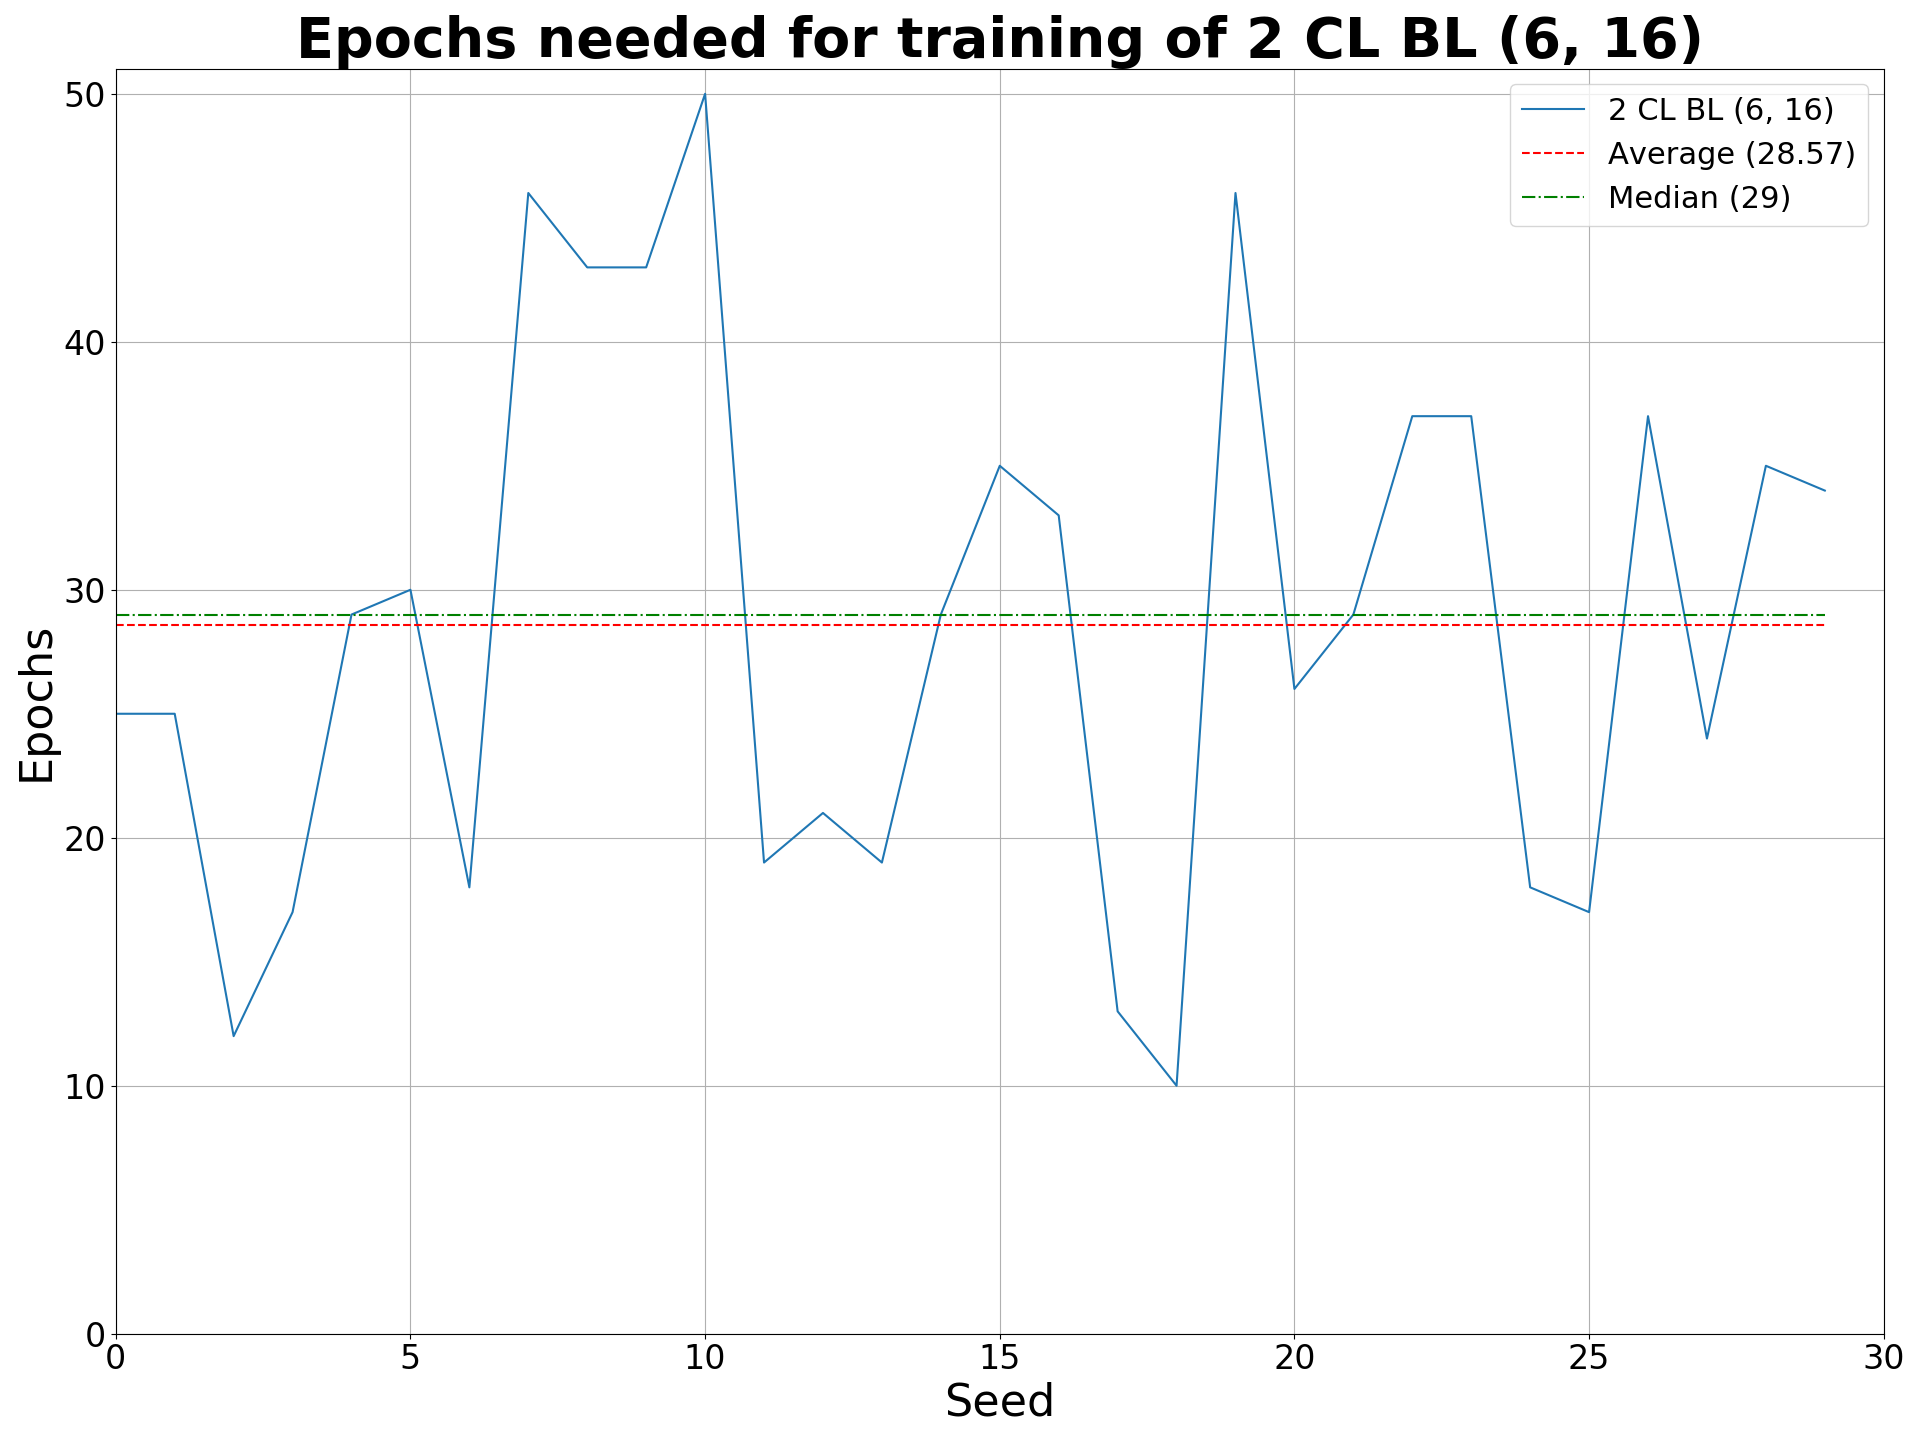 Epochs needed for training of 2 CL BL (6, 16)
2 CL BL (6, 16)
Average (28.57)
Median (29)
50
40
30
20
10
0
Epochs
0 5 10 15 20 25 30
Seed